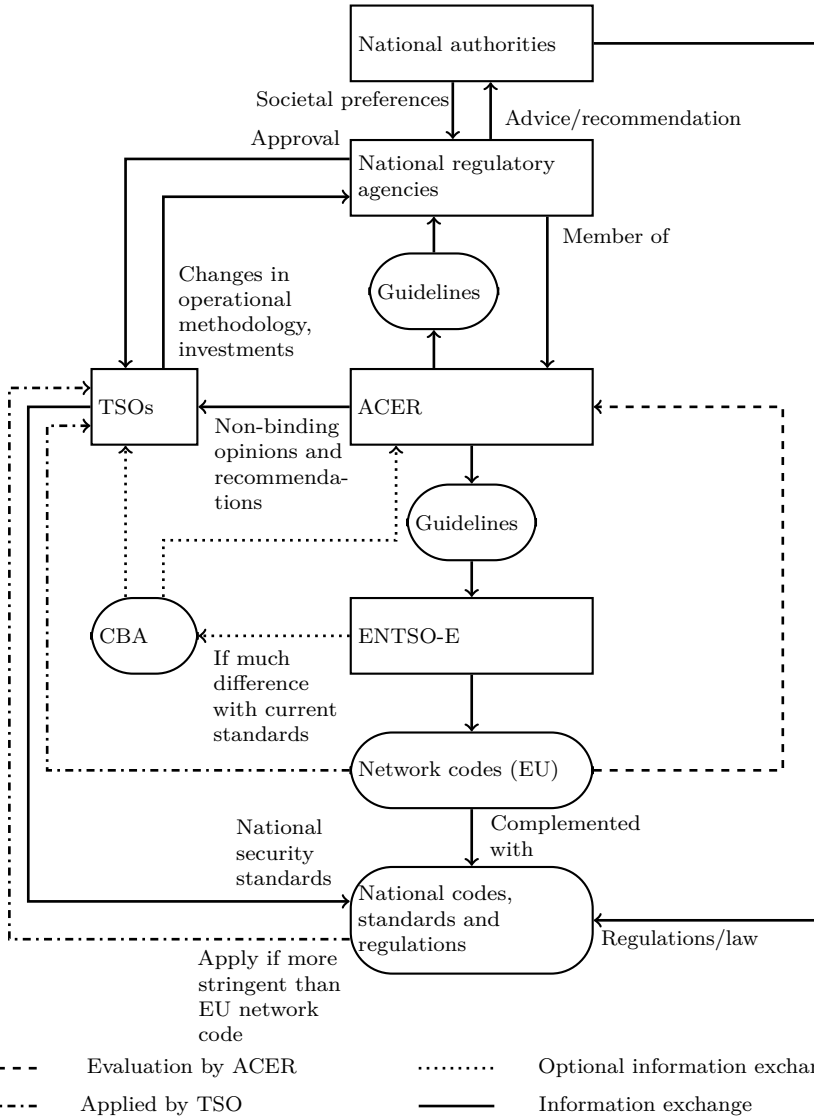 National authorities
Societal preferences
Advice/recommendation
Approval
National regulatory
agencies
Member of
Changes in
operational
methodology,
investments
Guidelines
TSOs
ACER
Non-binding
opinions and
recommenda-
tions
Guidelines
CBA
ENTSO-E
If much
difference
with current
standards
Network codes (EU)
National
security
standards
Complemented
with
National codes,
standards and
regulations
Regulations/law
Apply if more
stringent than
EU network
code
Evaluation by ACER
Optional information exchan
Applied by TSO
Information exchange